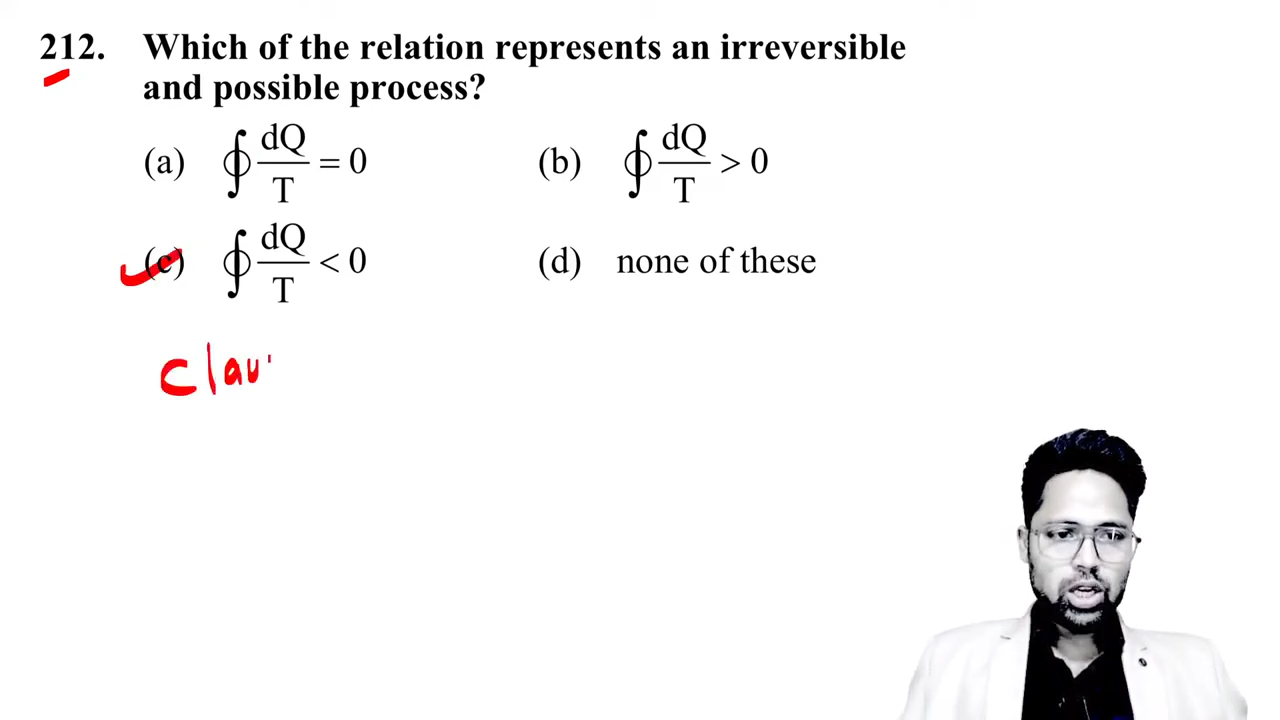 212. Which of the relation represents an irreversible
and possible process?
(a) ∮ dQ/T = 0 (b) ∮ dQ/T > 0
(c) ∮ dQ/T < 0 (d) none of these
clau